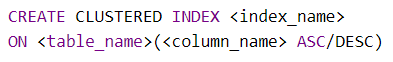 CREATE CLUSTERED INDEX <index_name>
ON <table_name>(<column_name> ASC/DESC)